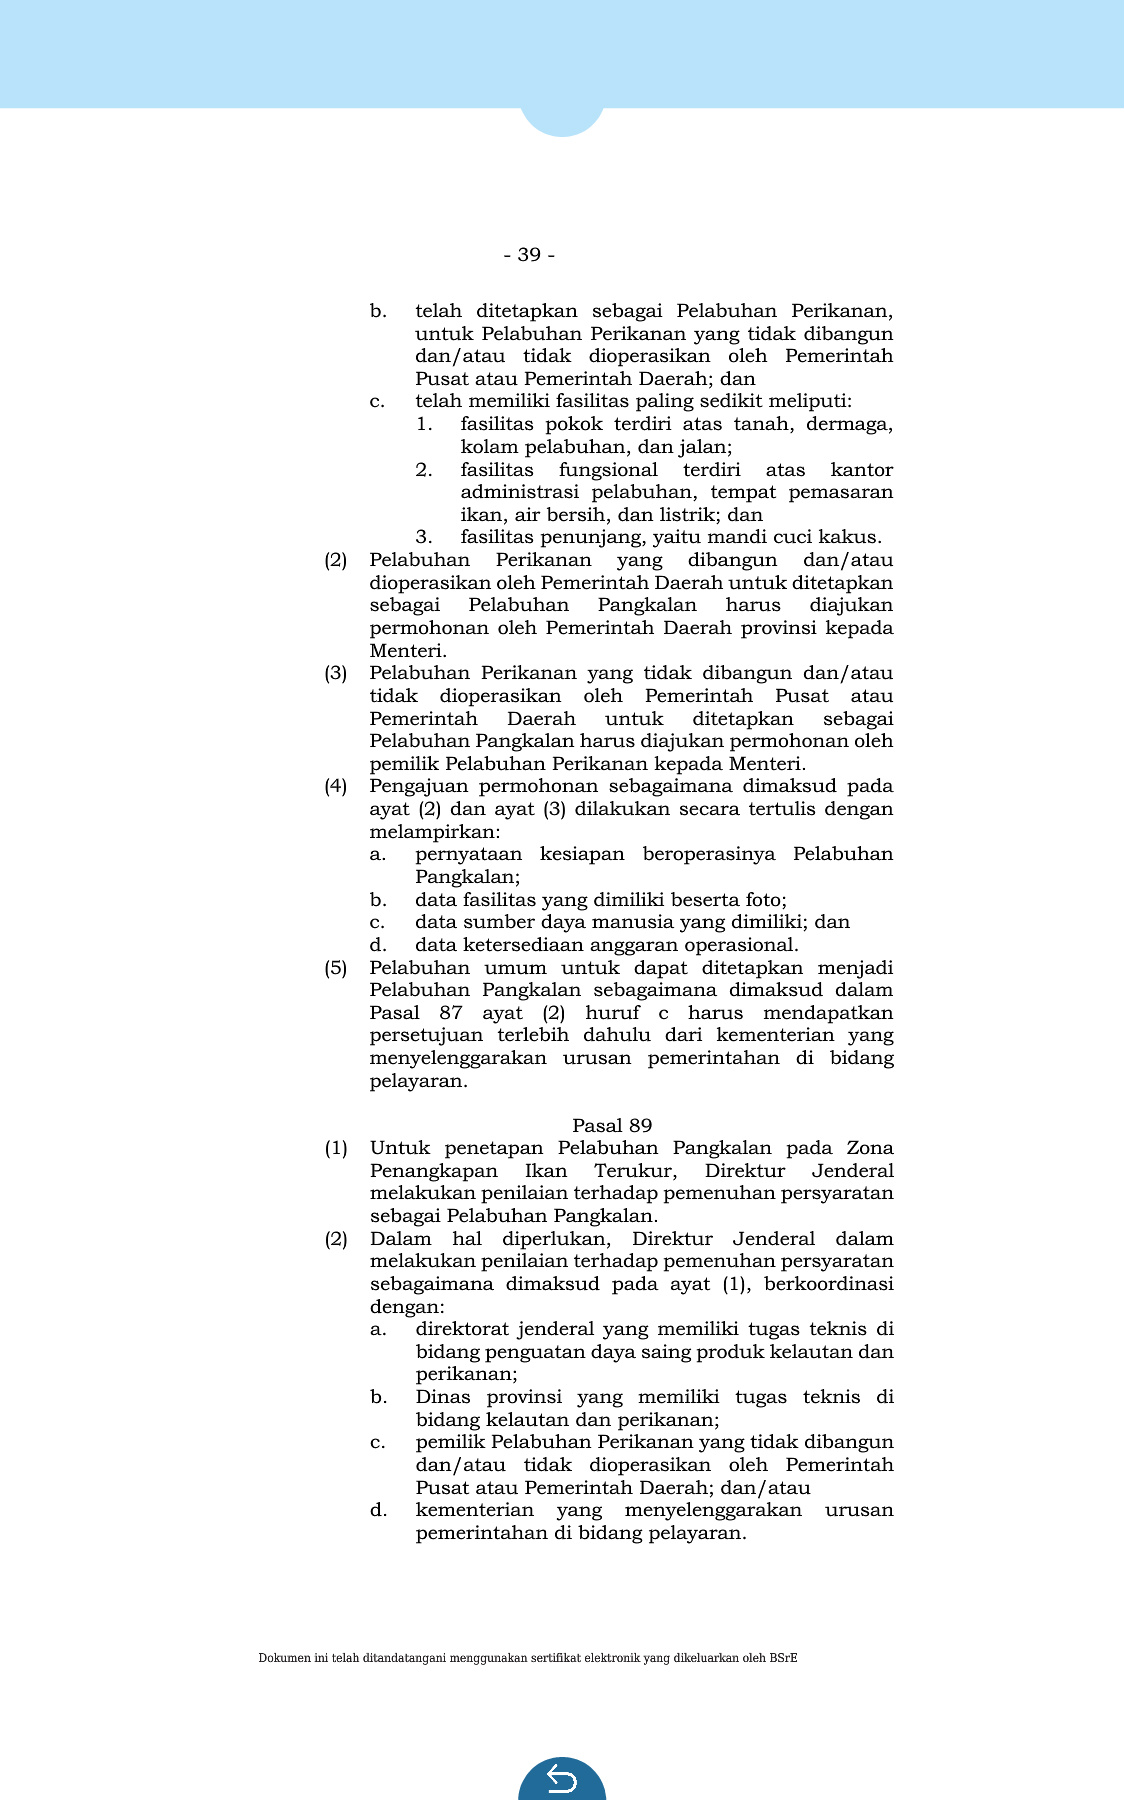 - 39 -
b. telah ditetapkan sebagai Pelabuhan Perikanan,
untuk Pelabuhan Perikanan yang tidak dibangun
dan/atau tidak dioperasikan oleh Pemerintah
Pusat atau Pemerintah Daerah; dan
c. telah memiliki fasilitas paling sedikit meliputi:
1. fasilitas pokok terdiri atas tanah, dermaga,
kolam pelabuhan, dan jalan;
2. fasilitas fungsional terdiri atas kantor
administrasi pelabuhan, tempat pemasaran
ikan, air bersih, dan listrik; dan
3. fasilitas penunjang, yaitu mandi cuci kakus.
(2) Pelabuhan Perikanan yang dibangun dan/atau
dioperasikan oleh Pemerintah Daerah untuk ditetapkan
sebagai Pelabuhan Pangkalan harus diajukan
permohonan oleh Pemerintah Daerah provinsi kepada
Menteri.
(3) Pelabuhan Perikanan yang tidak dibangun dan/atau
tidak dioperasikan oleh Pemerintah Pusat atau
Pemerintah Daerah untuk ditetapkan sebagai
Pelabuhan Pangkalan harus diajukan permohonan oleh
pemilik Pelabuhan Perikanan kepada Menteri.
(4) Pengajuan permohonan sebagaimana dimaksud pada
ayat (2) dan ayat (3) dilakukan secara tertulis dengan
melampirkan:
a. pernyataan kesiapan beroperasinya Pelabuhan
Pangkalan;
b. data fasilitas yang dimiliki beserta foto;
c. data sumber daya manusia yang dimiliki; dan
d. data ketersediaan anggaran operasional.
(5) Pelabuhan umum untuk dapat ditetapkan menjadi
Pelabuhan Pangkalan sebagaimana dimaksud dalam
Pasal 87 ayat (2) huruf c harus mendapatkan
persetujuan terlebih dahulu dari kementerian yang
menyelenggarakan urusan pemerintahan di bidang
pelayaran.
Pasal 89
(1) Untuk penetapan Pelabuhan Pangkalan pada Zona
Penangkapan Ikan Terukur, Direktur Jenderal
melakukan penilaian terhadap pemenuhan persyaratan
sebagai Pelabuhan Pangkalan.
(2) Dalam hal diperlukan, Direktur Jenderal dalam
melakukan penilaian terhadap pemenuhan persyaratan
sebagaimana dimaksud pada ayat (1), berkoordinasi
dengan:
a. direktorat jenderal yang memiliki tugas teknis di
bidang penguatan daya saing produk kelautan dan
perikanan;
b. Dinas provinsi yang memiliki tugas teknis di
bidang kelautan dan perikanan;
c. pemilik Pelabuhan Perikanan yang tidak dibangun
dan/atau tidak dioperasikan oleh Pemerintah
Pusat atau Pemerintah Daerah; dan/atau
d. kementerian yang menyelenggarakan urusan
pemerintahan di bidang pelayaran.
Dokumen ini telah ditandatangani menggunakan sertifikat elektronik yang dikeluarkan oleh BSrE